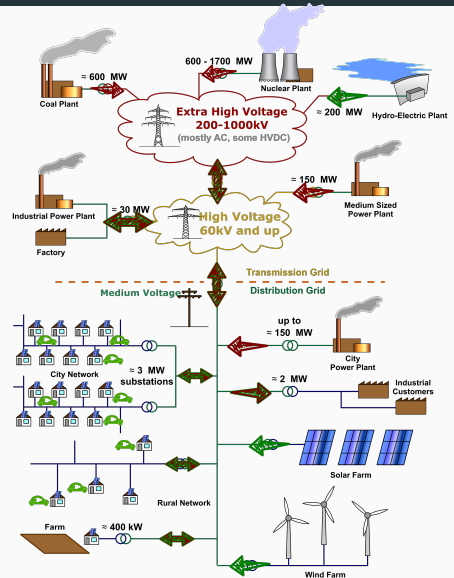 600 - 1700 MW
≈ 600 MW
Coal Plant
Nuclear Plant
Extra High Voltage
200-1000kV
(mostly AC, some HVDC)
≈ 200 MW
Hydro-Electric Plant
≈ 150 MW
Medium Sized
Power Plant
Industrial Power Plant
≈ 30 MW
Factory
High Voltage
60kV and up
Transmission Grid
Distribution Grid
Medium Voltage
up to
≈ 150 MW
City
Power Plant
City Network
≈ 3 MW
substations
≈ 2 MW
Industrial
Customers
Solar Farm
Rural Network
Farm
≈ 400 kW
Wind Farm